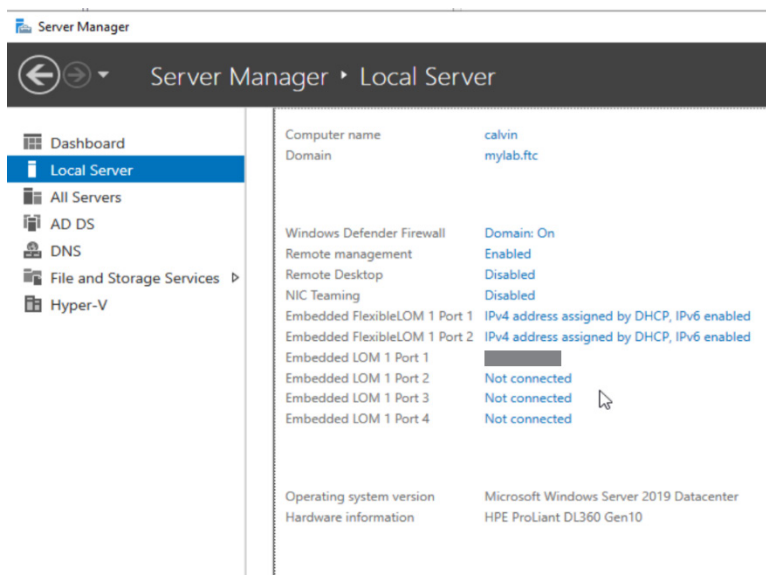 Server Manager
Server Manager ‣ Local Server
Dashboard
Local Server
All Servers
AD DS
DNS
File and Storage Services
Hyper-V
Computer name calvin
Domain mylab.ftc
Windows Defender Firewall Domain: On
Remote management Enabled
Remote Desktop Disabled
NIC Teaming Disabled
Embedded FlexibleLOM 1 Port 1 IPv4 address assigned by DHCP, IPv6 enabled
Embedded FlexibleLOM 1 Port 2 IPv4 address assigned by DHCP, IPv6 enabled
Embedded LOM 1 Port 1
Embedded LOM 1 Port 2 Not connected
Embedded LOM 1 Port 3 Not connected
Embedded LOM 1 Port 4 Not connected
Operating system version Microsoft Windows Server 2019 Datacenter
Hardware information HPE ProLiant DL360 Gen10